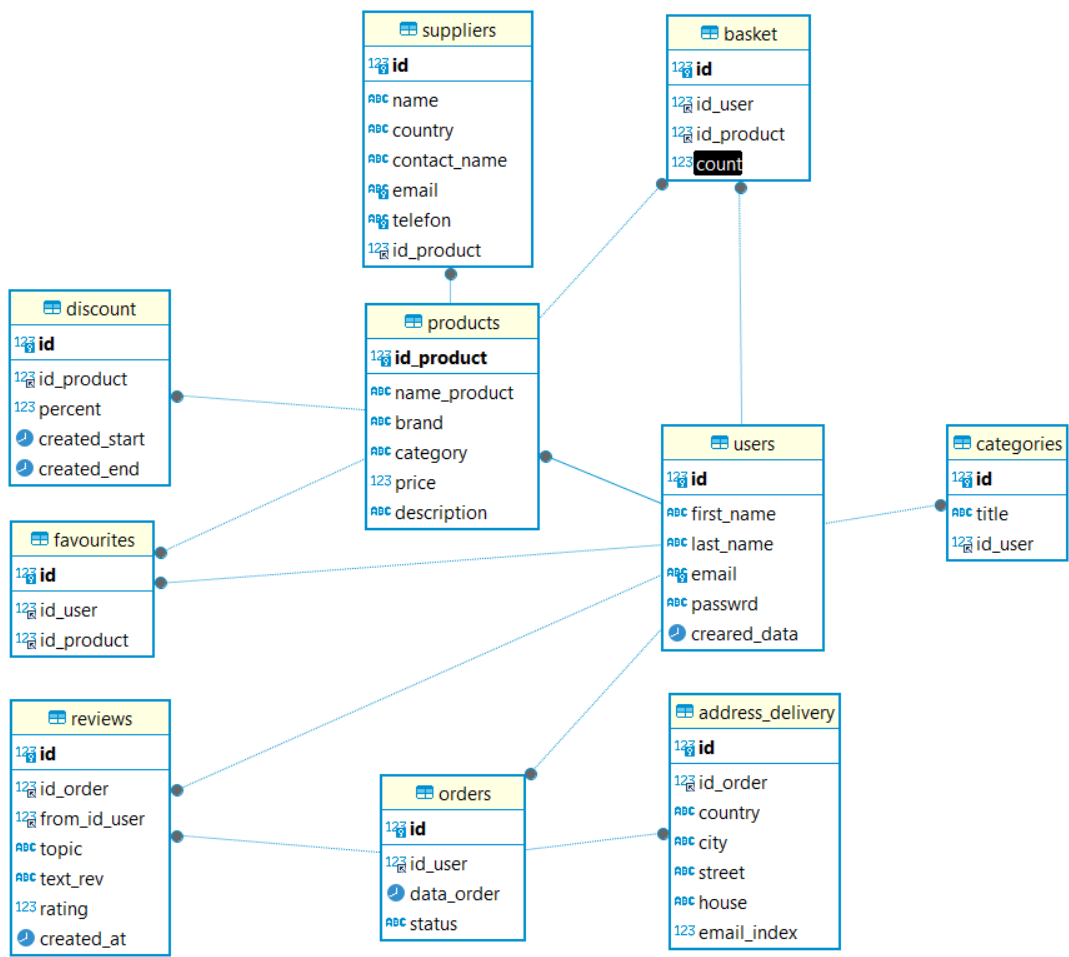 suppliers
id
name
country
contact_name
email
telefon
id_product
basket
id
id_user
id_product
count
discount
id
id_product
percent
created_start
created_end
products
id_product
name_product
brand
category
price
description
users
id
first_name
last_name
email
passwrd
creared_data
categories
id
title
id_user
favourites
id
id_user
id_product
reviews
id
id_order
from_id_user
topic
text_rev
rating
created_at
orders
id
id_user
data_order
status
address_delivery
id
id_order
country
city
street
house
email_index